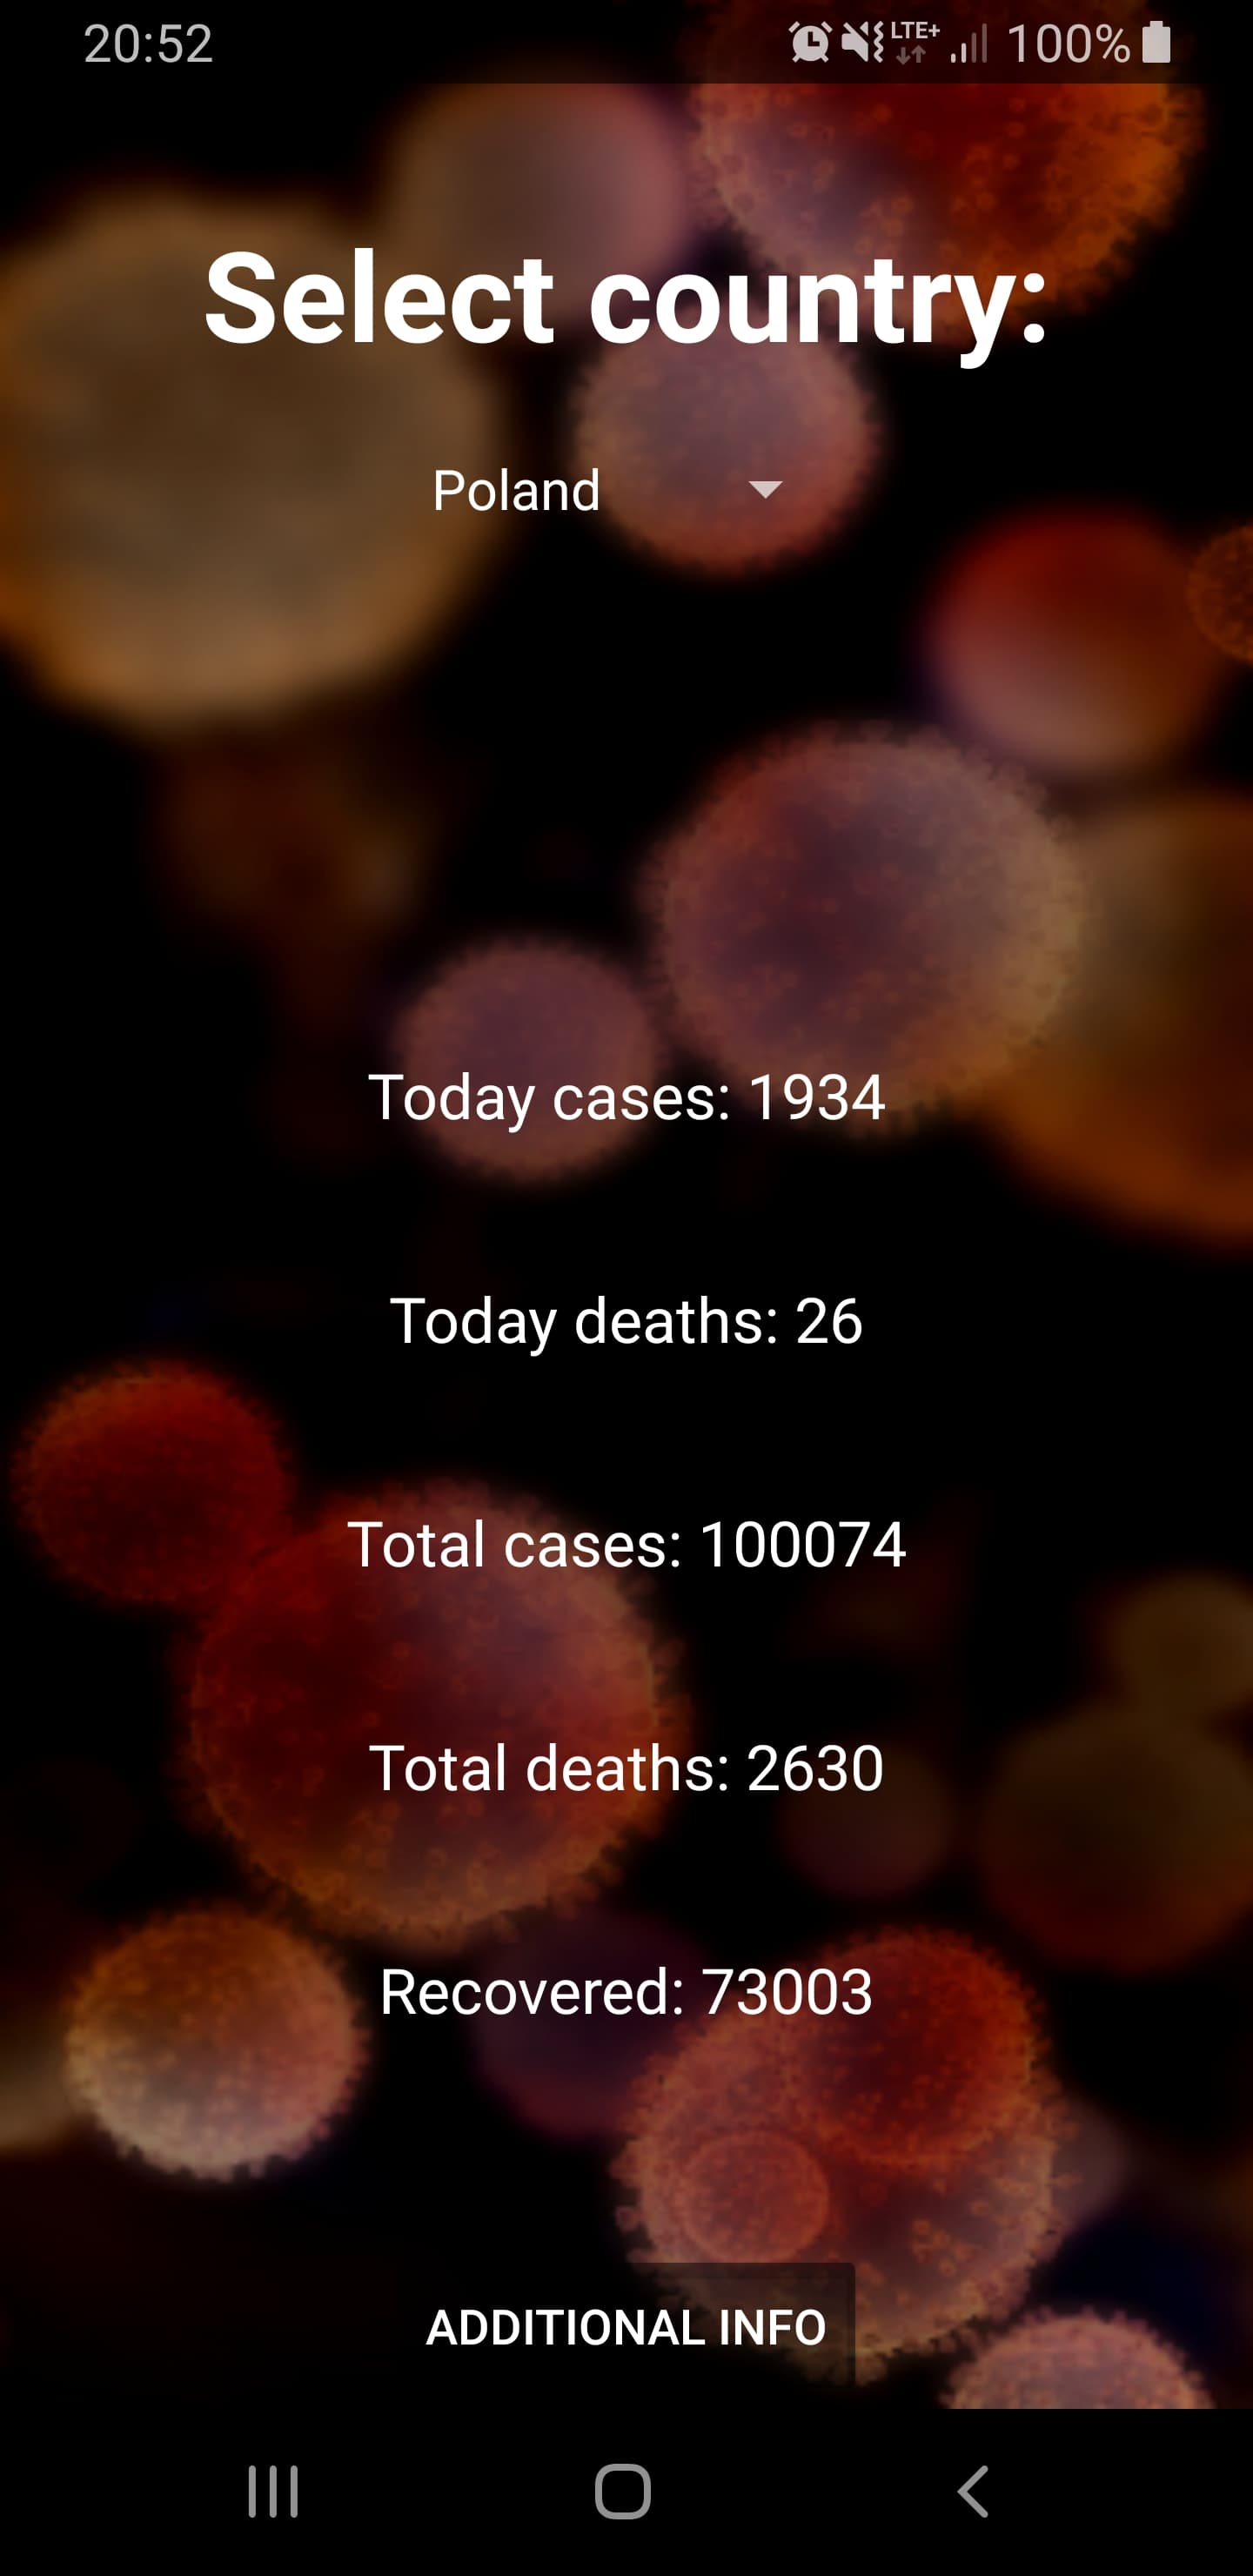 20:52 LTE+ 100%
Select country:
Poland
Today cases: 1934
Today deaths: 26
Total cases: 100074
Total deaths: 2630
Recovered: 73003
ADDITIONAL INFO